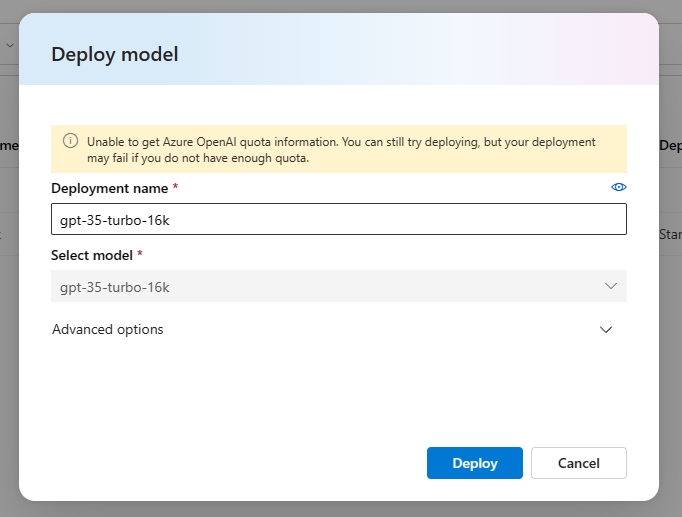 Deploy model
Unable to get Azure OpenAI quota information. You can still try deploying, but your deployment
may fail if you do not have enough quota.
Deployment name *
gpt-35-turbo-16k
Select model *
gpt-35-turbo-16k
Advanced options
Deploy
Cancel
me
Dep
Star